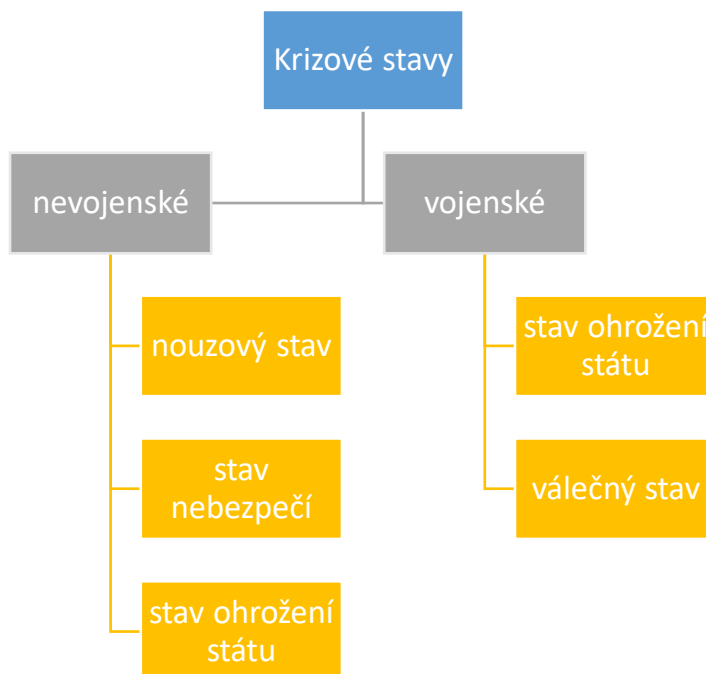 Krizové stavy
nevojenské
vojenské
nouzový stav
stav
nebezpečí
stav ohrožení
státu
stav ohrožení
státu
válečný stav